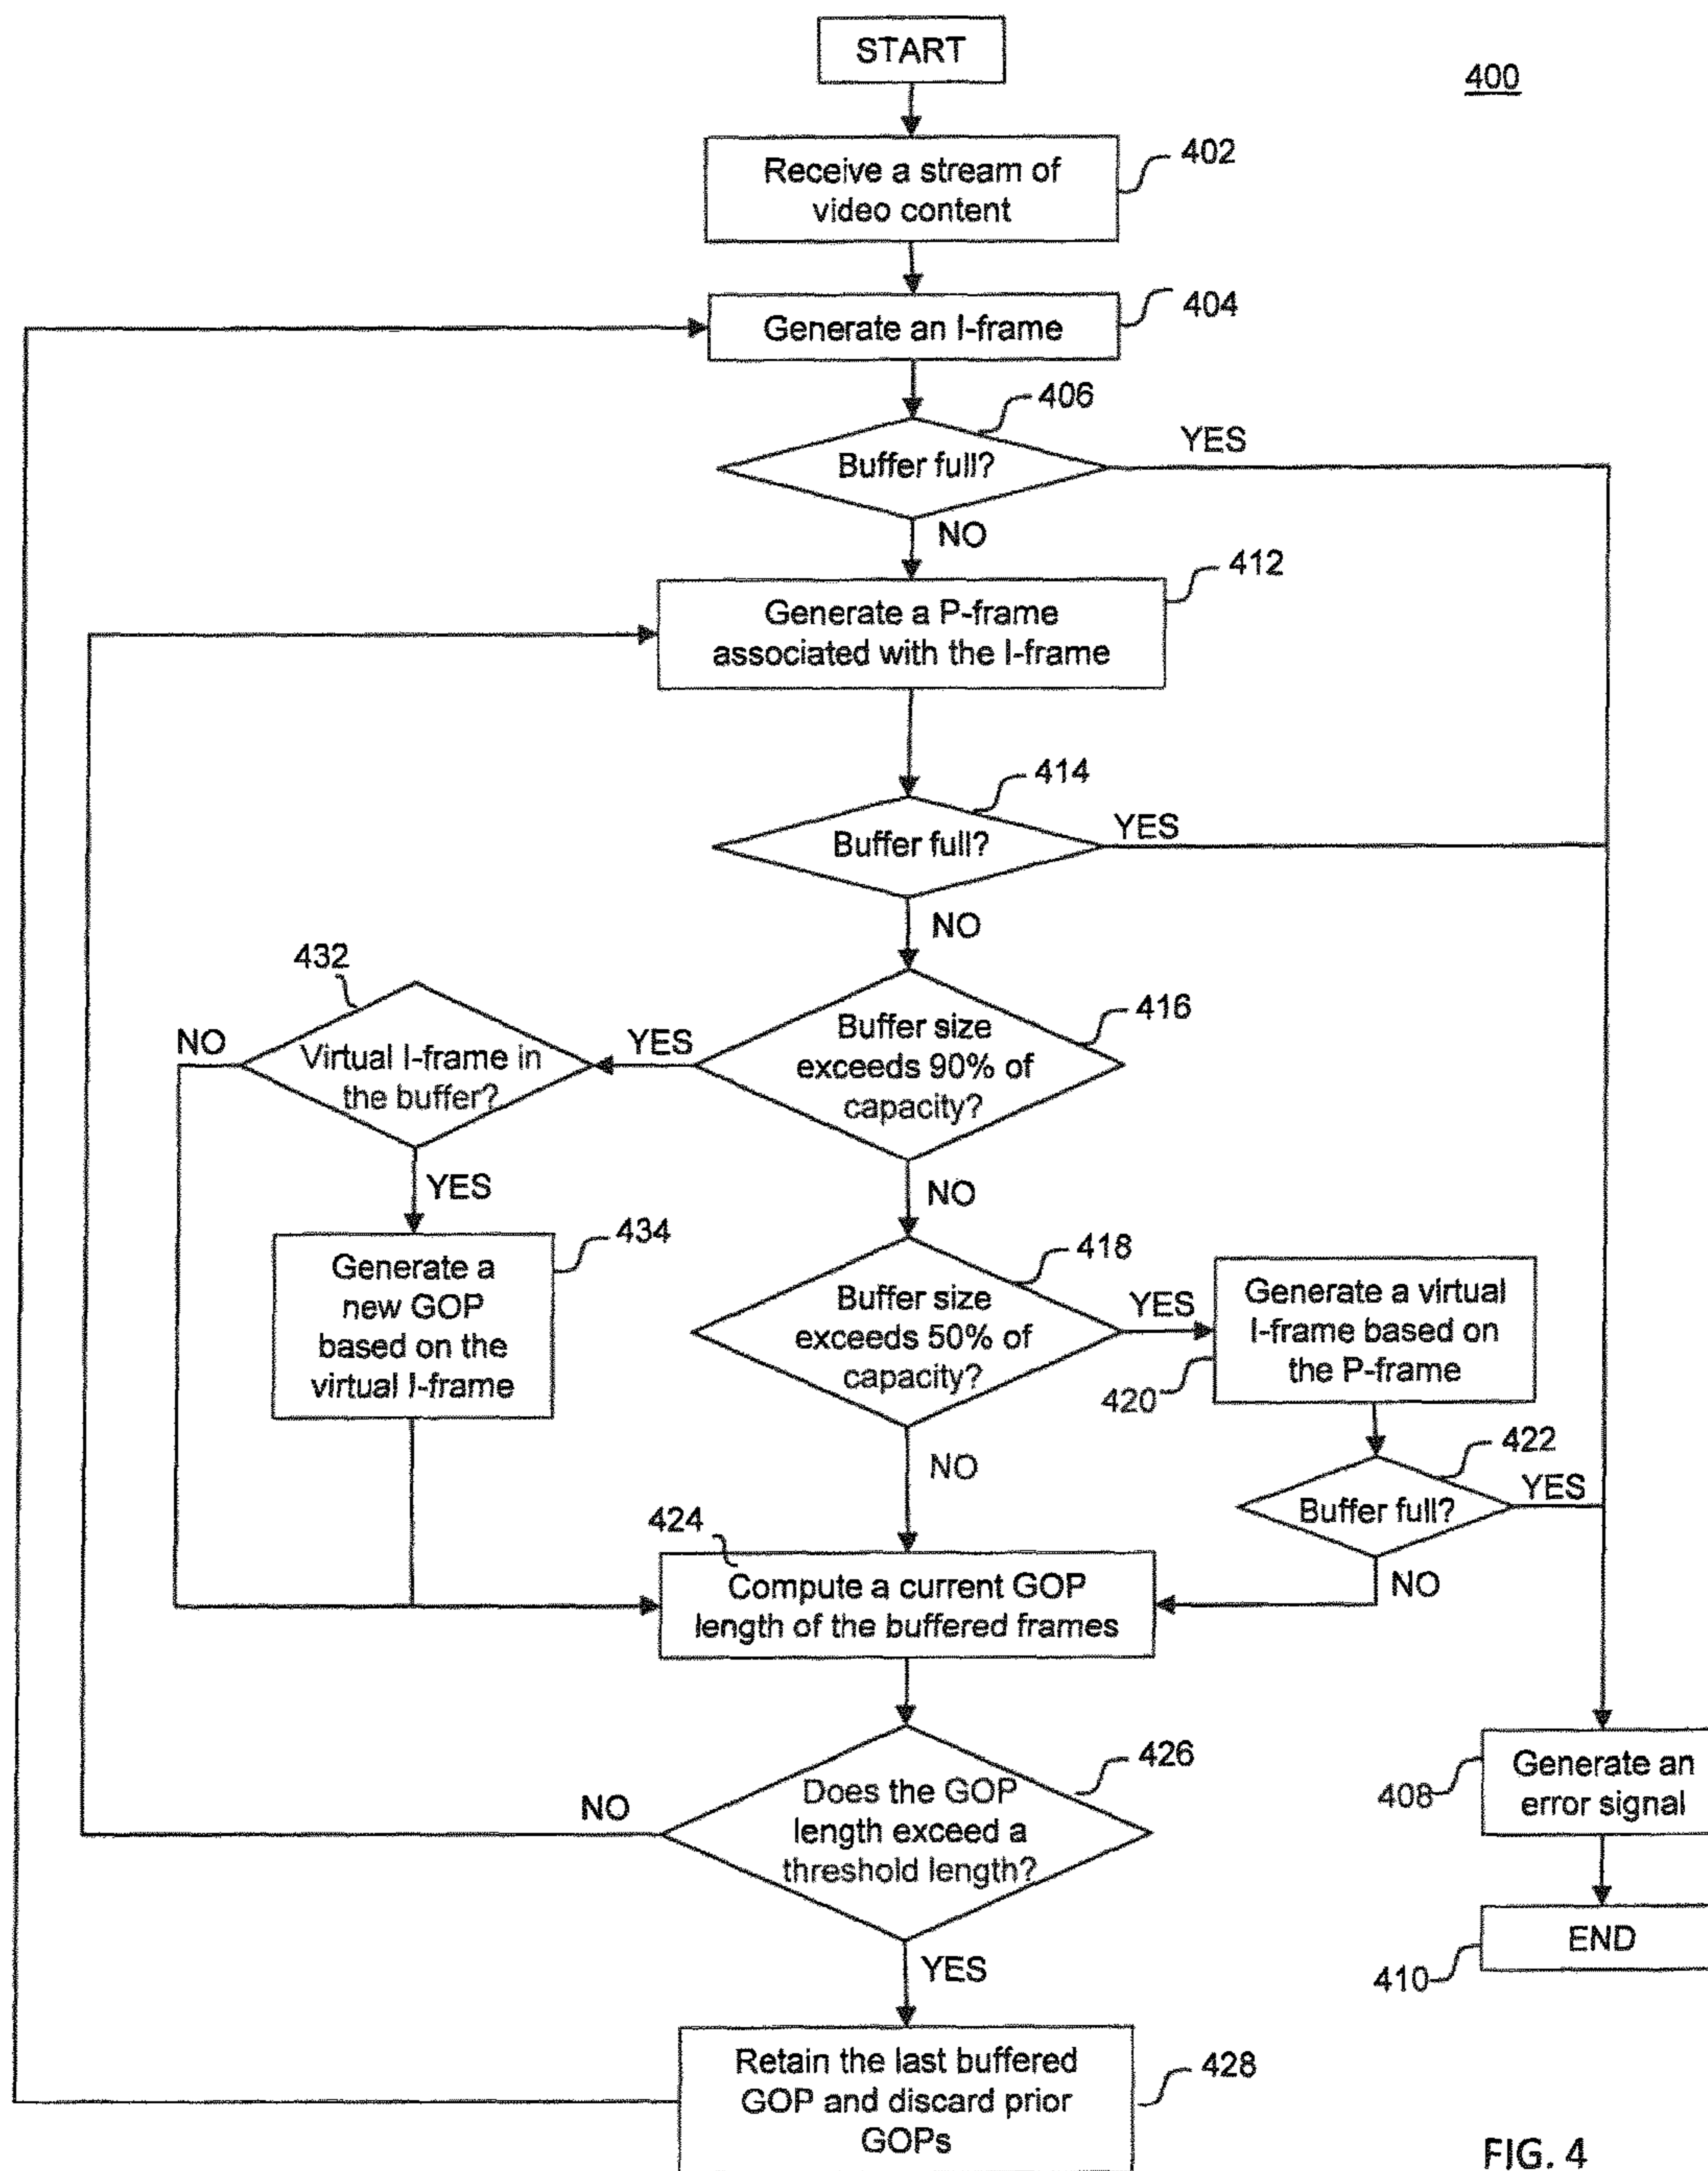 START
400
Receive a stream of
video content
402
Generate an I-frame
404
406
Buffer full?
YES
NO
Generate a P-frame
associated with the I-frame
412
414
Buffer full?
YES
NO
432
NO
Virtual I-frame in
the buffer?
YES
Buffer size
exceeds 90% of
capacity?
416
YES
NO
Generate a
new GOP
based on the
virtual I-frame
434
Buffer size
exceeds 50% of
capacity?
418
YES
Generate a virtual
I-frame based on
the P-frame
420
NO
422
Buffer full?
YES
NO
424
Compute a current GOP
length of the buffered frames
Does the GOP
length exceed a
threshold length?
426
NO
YES
Generate an
error signal
408
END
410
Retain the last buffered
GOP and discard prior
GOPs
428
FIG. 4